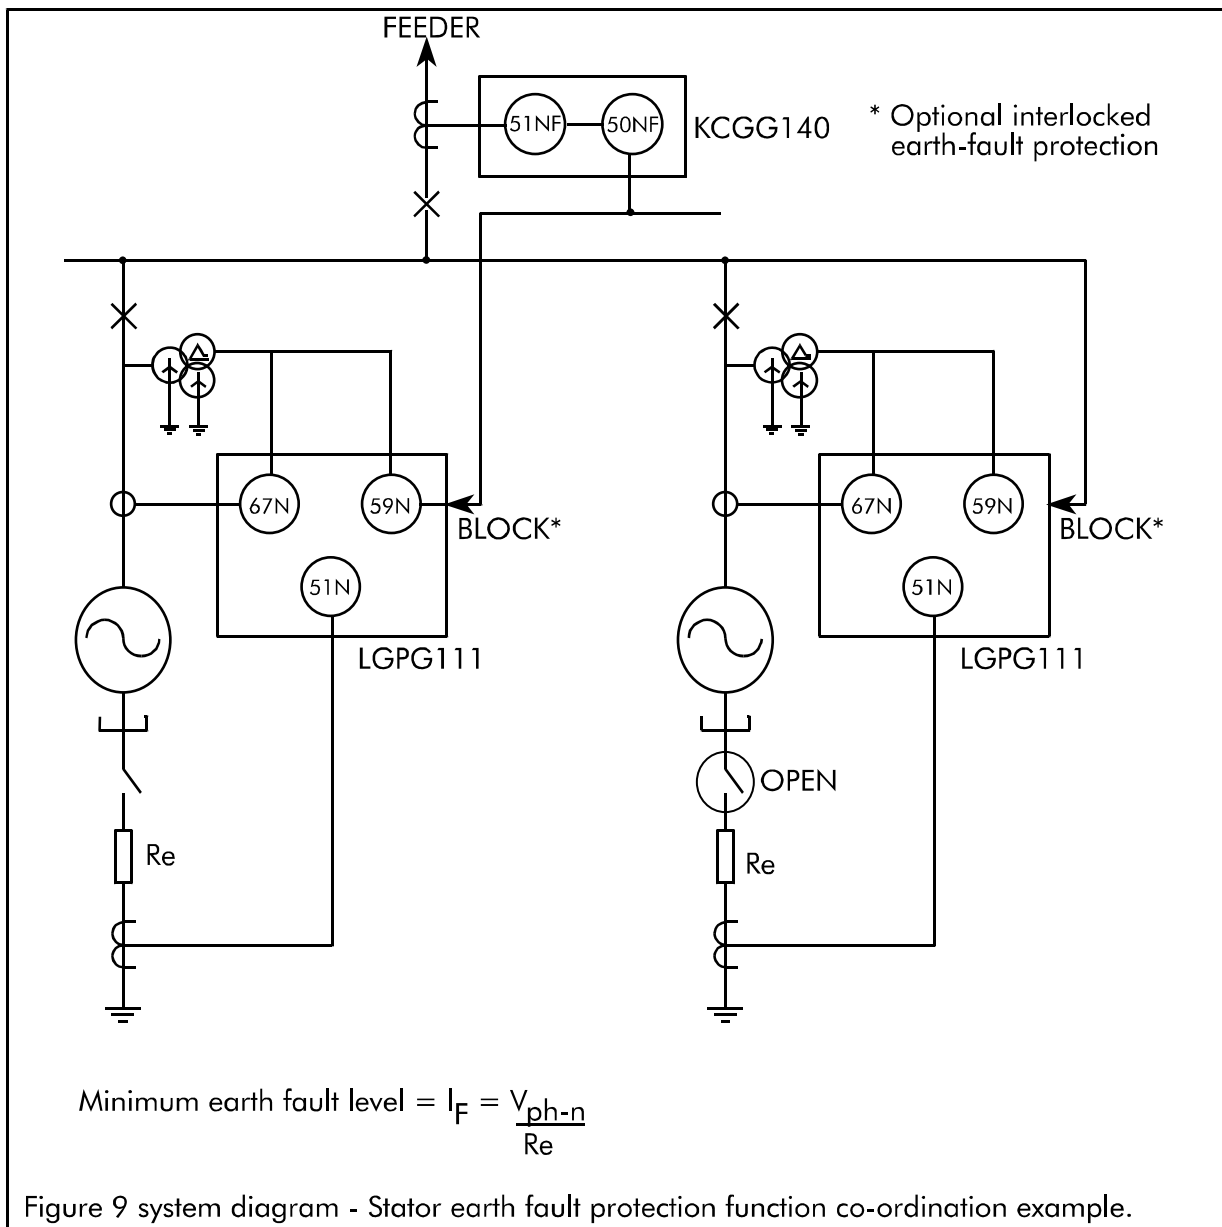 FEEDER
51NF
50NF
KCGG140
* Optional interlocked
earth-fault protection
67N
59N
BLOCK*
51N
LGPG111
67N
59N
BLOCK*
51N
LGPG111
OPEN
Re
Re
Minimum earth fault level = I_F = V_ph-n
Re
Figure 9 system diagram - Stator earth fault protection function co-ordination example.